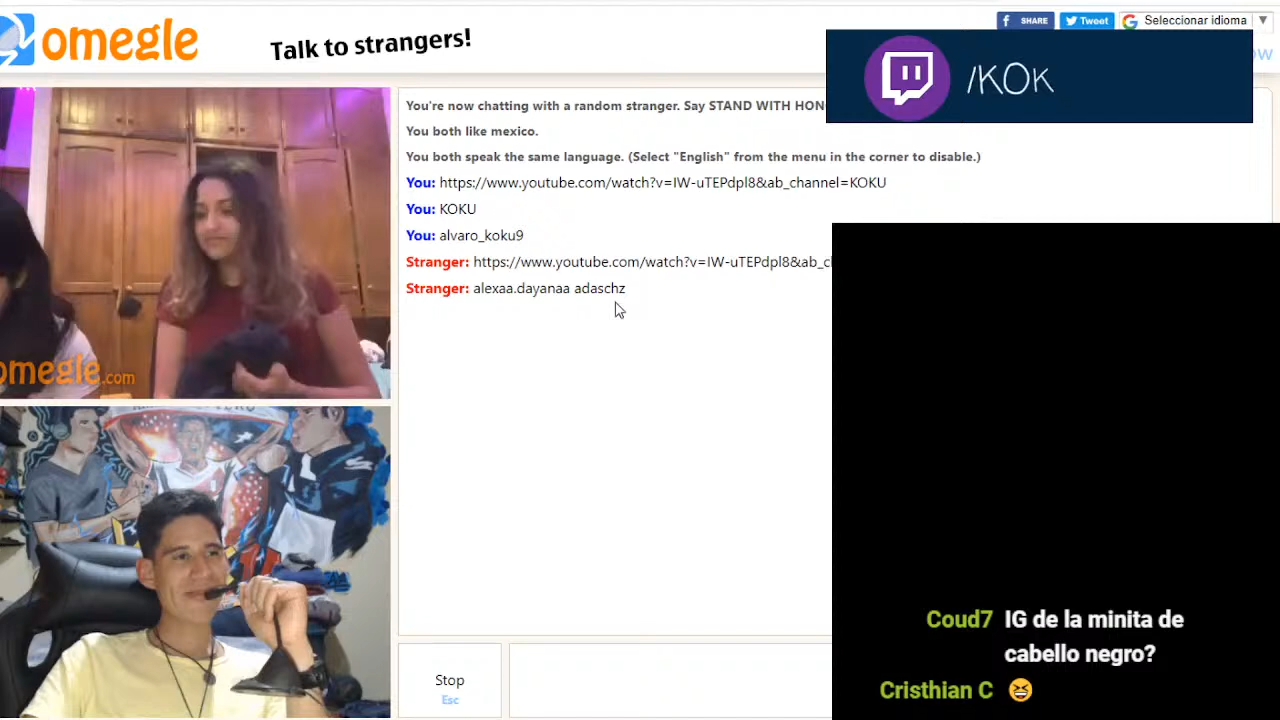 omegle
Talk to strangers!
f SHARE
Tweet
G Seleccionar idioma ▼
/KOK
You're now chatting with a random stranger. Say STAND WITH HON
You both like mexico.
You both speak the same language. (Select "English" from the menu in the corner to disable.)
You: https://www.youtube.com/watch?v=IW-uTEPdpl8&ab_channel=KOKU
You: KOKU
You: alvaro_koku9
Stranger: https://www.youtube.com/watch?v=IW-uTEPdpl8&ab_cl
Stranger: alexaa.dayanaa adaschz
omegle.com
Stop
Esc
Coud7 IG de la minita de
cabello negro?
Cristhian C 😆